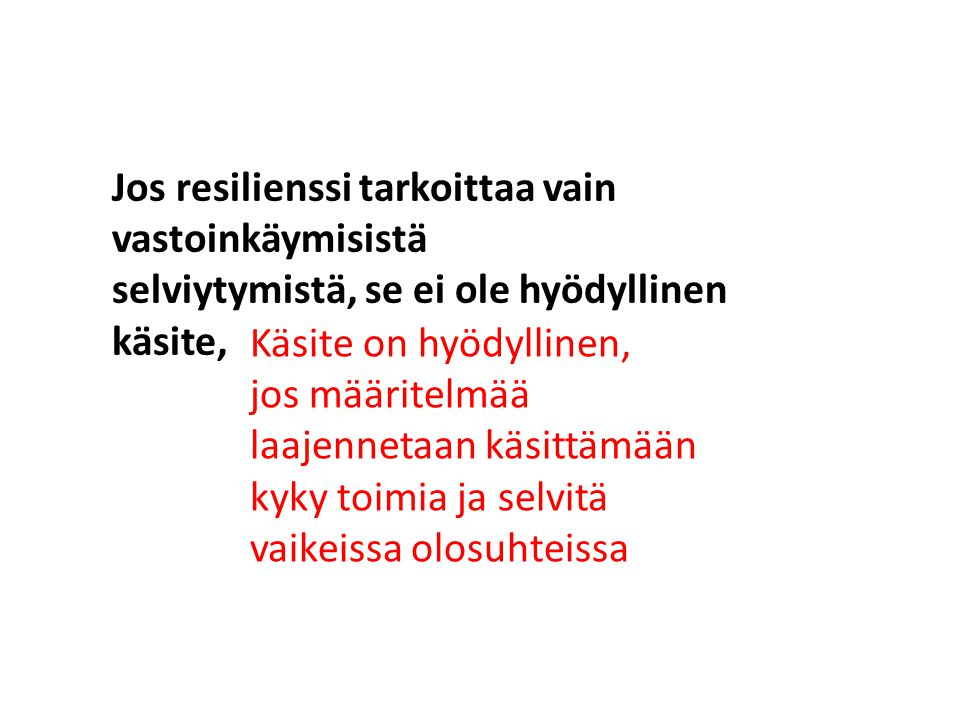 Jos resilienssi tarkoittaa vain
vastoinkäymisistä
selviytymistä, se ei ole hyödyllinen
käsite,
Käsite on hyödyllinen,
jos määritelmää
laajennetaan käsittämään
kyky toimia ja selvitä
vaikeissa olosuhteissa